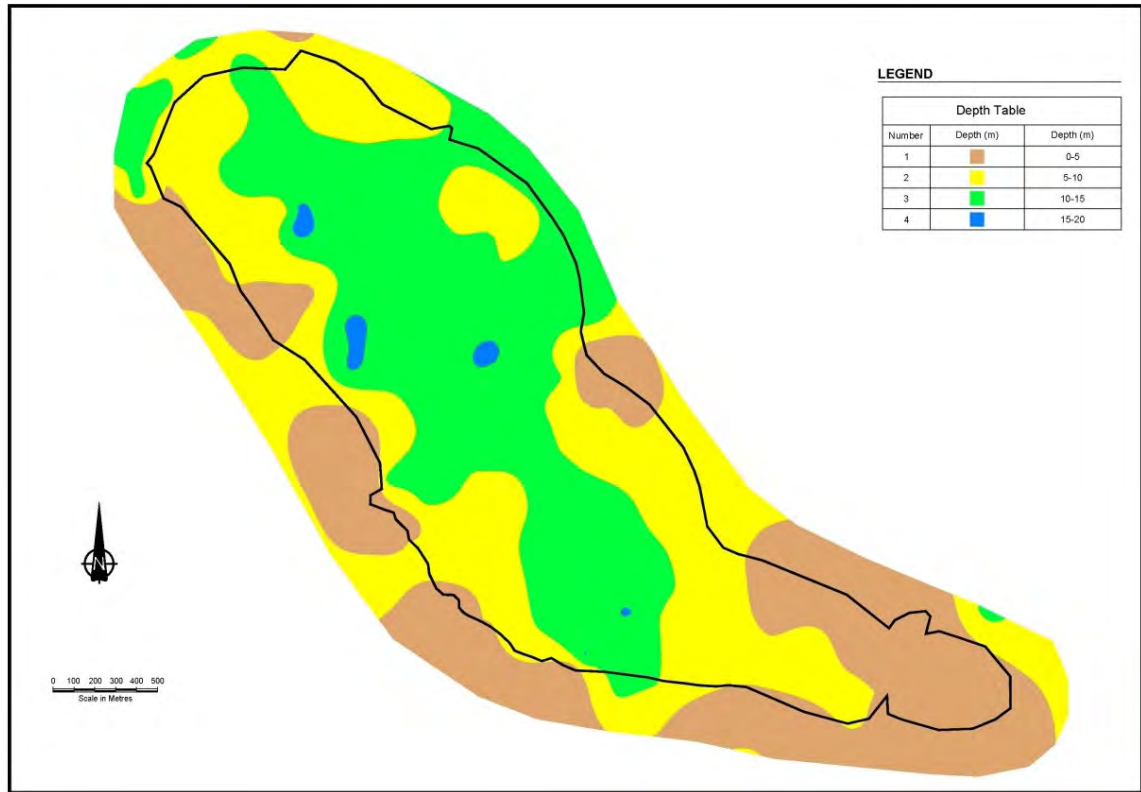 LEGEND
Depth Table
Number Depth (m) Depth (m)
1 0-5
2 5-10
3 10-15
4 15-20
N
0 100 200 300 400 500
Scale in Metres